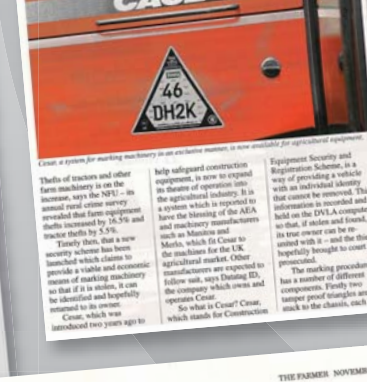 46
DH2K
Cesar, a system for marking machinery in an exclusive manner, is now available for agricultural equipment.
Thefts of tractors and other
farm machinery is on the
increase, says the NFU – its
annual rural crime survey
revealed that farm equipment
thefts increased by 16.5% and
tractor thefts by 5.5%.
Timely then, that a new
security scheme has been
launched which claims to
provide a viable and economic
means of marking machinery
so that if it is stolen, it can
be identified and hopefully
returned to its owner.
Cesar, which was
introduced two years ago to
help safeguard construction
equipment, is now to expand
its theatre of operation into
the agricultural industry. It is
a system which is reported to
have the blessing of the AEA
and machinery manufacturers
such as Manitou and
Merlo, which fit Cesar to
the machines for the UK
agricultural market. Other
manufacturers are expected to
follow suit, says Datatag ID,
the company which owns and
operates Cesar.
So what is Cesar? Cesar,
which stands for Construction
Equipment Security and
Registration Scheme, is a
way of providing a vehicle
with an individual identity
that cannot be removed. This
information is recorded and
held on the DVLA compute
so that, if stolen and found,
its true owner can be re-
united with it – and the thi
hopefully brought to court
prosecuted.
The marking procedur
has a number of different
components. Firstly two
tamper proof triangles are
stuck to the chassis, each
THE FARMER NOVEMB